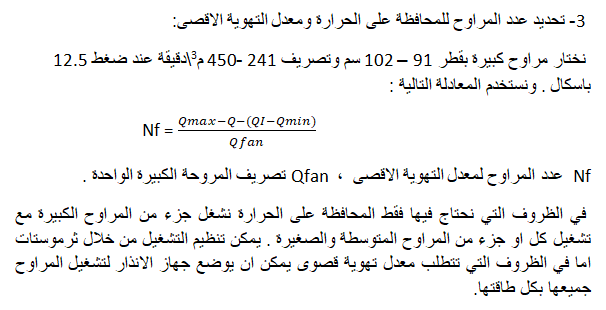 3- تحديد عدد المراوح للمحافظة على الحرارة ومعدل التهوية الاقصى:
نختار مراوح كبيرة بقطر 91 – 102 سم وتصريف 241 -450 م3\دقيقة عند ضغط 12.5
باسكال . ونستخدم المعادلة التالية :
Nf = (Qmax−Q−(QI−Qmin)) / Qfan
Nf عدد المراوح لمعدل التهوية الاقصى ، Qfan تصريف المروحة الكبيرة الواحدة .
في الظروف التي نحتاج فيها فقط المحافظة على الحرارة نشغل جزء من المراوح الكبيرة مع
تشغيل كل او جزء من المراوح المتوسطة والصغيرة . يمكن تنظيم التشغيل من خلال ثرموستات
اما في الظروف التي تتطلب معدل تهوية قصوى يمكن ان يوضع جهاز الانذار لتشغيل المراوح
جميعها بكل طاقتها.